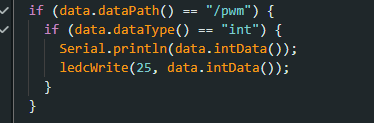 if (data.dataPath() == "/pwm") {
if (data.dataType() == "int") {
Serial.println(data.intData());
ledcWrite(25, data.intData());
}
}